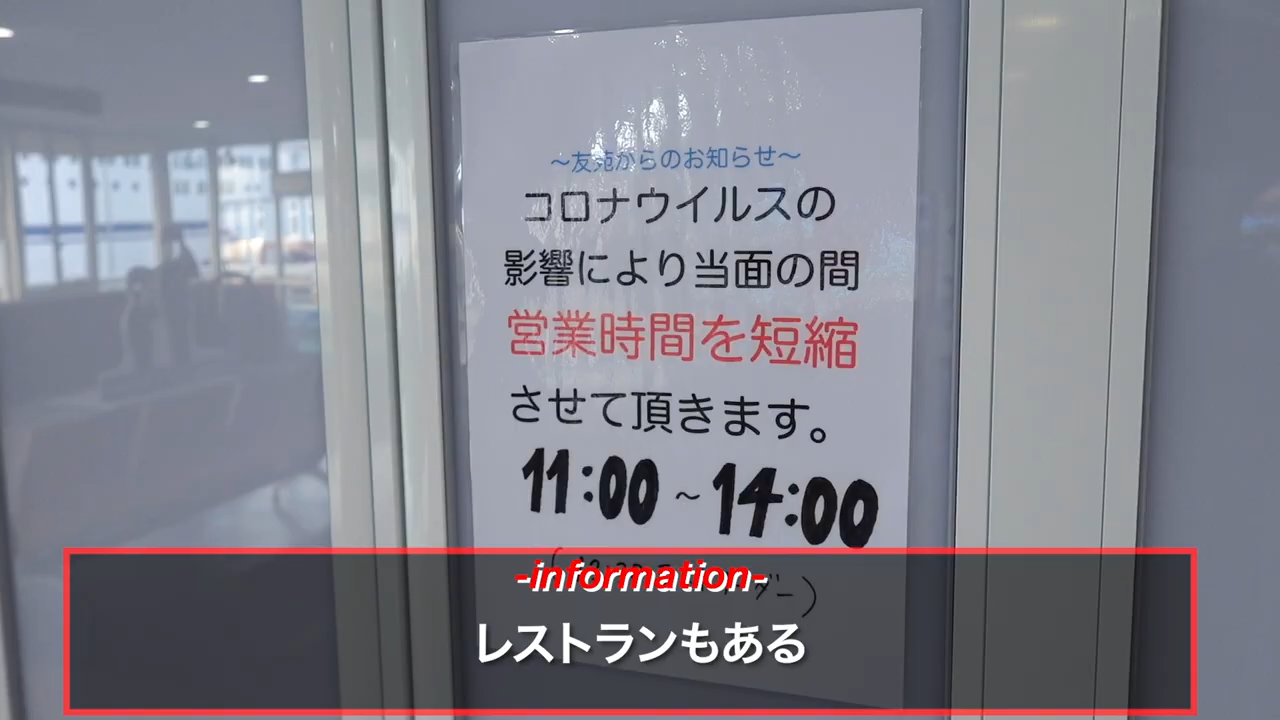 ～友苑からのお知らせ～
コロナウイルスの
影響により当面の間
営業時間を短縮
させて頂きます。
11:00 ～ 14:00
-information-
レストランもある